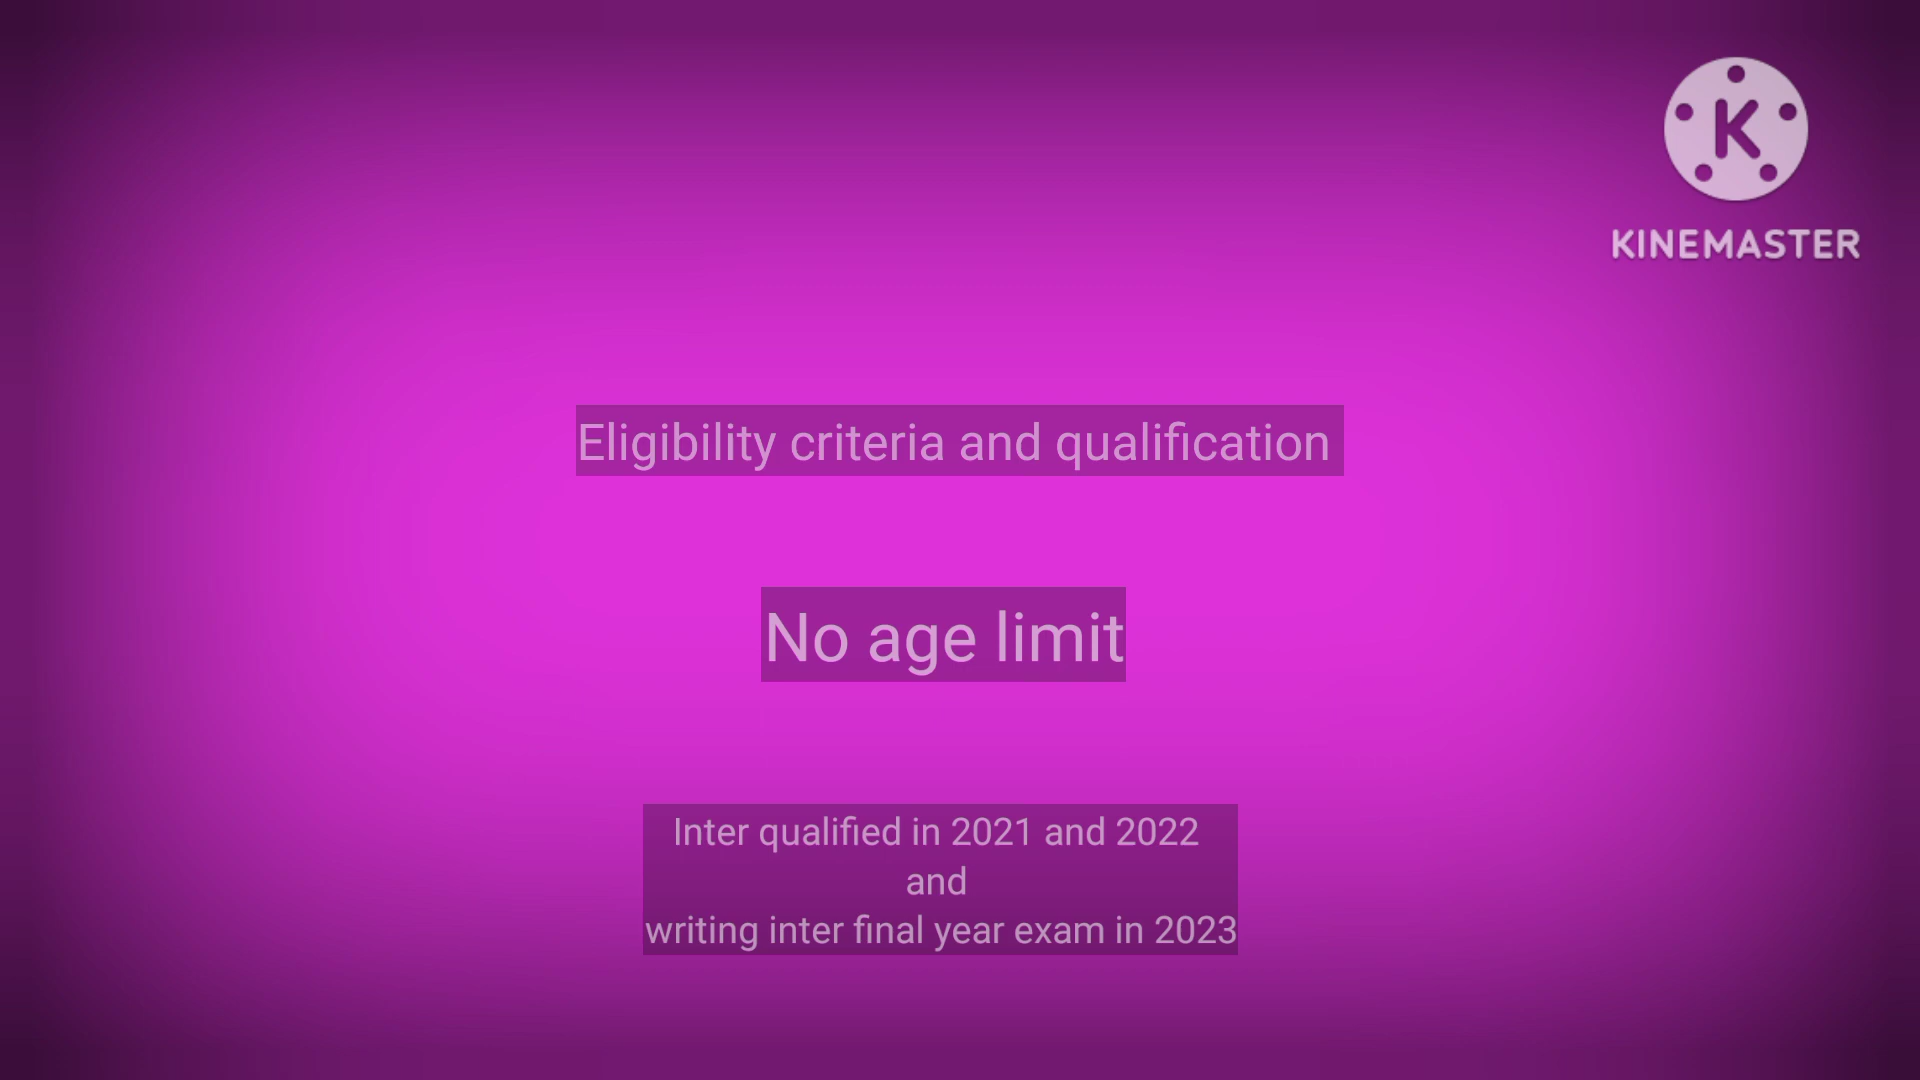 K
KINEMASTER
Eligibility criteria and qualification
No age limit
Inter qualified in 2021 and 2022
and
writing inter final year exam in 2023